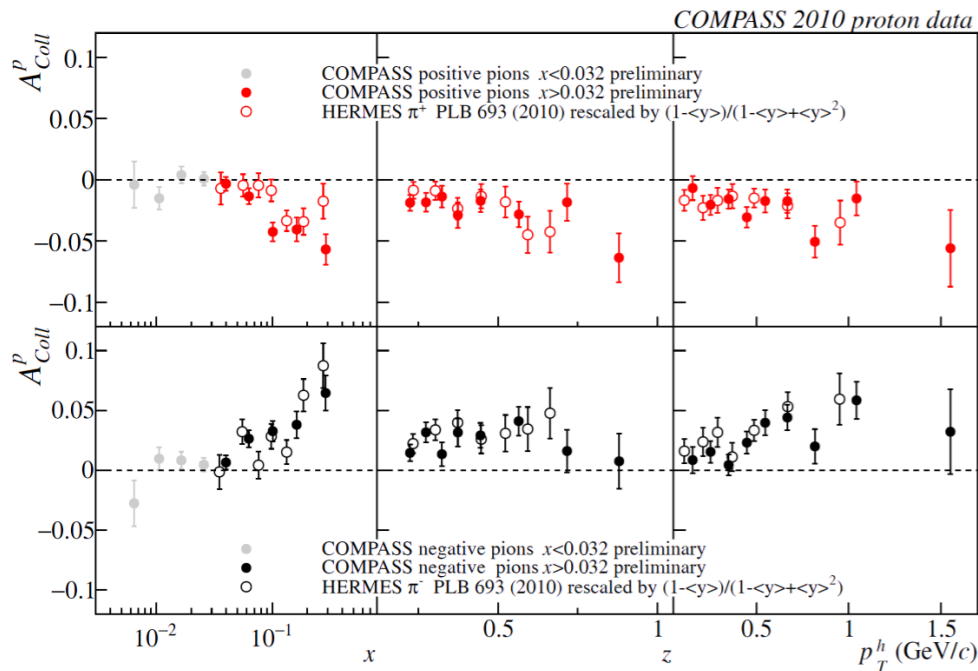 COMPASS 2010 proton data
A^p_Coll
0.1
0.05
0
−0.05
−0.1
COMPASS positive pions x<0.032 preliminary
COMPASS positive pions x>0.032 preliminary
HERMES π⁺ PLB 693 (2010) rescaled by (1-<y>)/(1-<y>+<y>²)
A^p_Coll
0.1
0.05
0
−0.05
−0.1
COMPASS negative pions x<0.032 preliminary
COMPASS negative pions x>0.032 preliminary
HERMES π⁻ PLB 693 (2010) rescaled by (1-<y>)/(1-<y>+<y>²)
10⁻² 10⁻¹ 0.5 1 0.5 1 1.5
x z p_T^h (GeV/c)